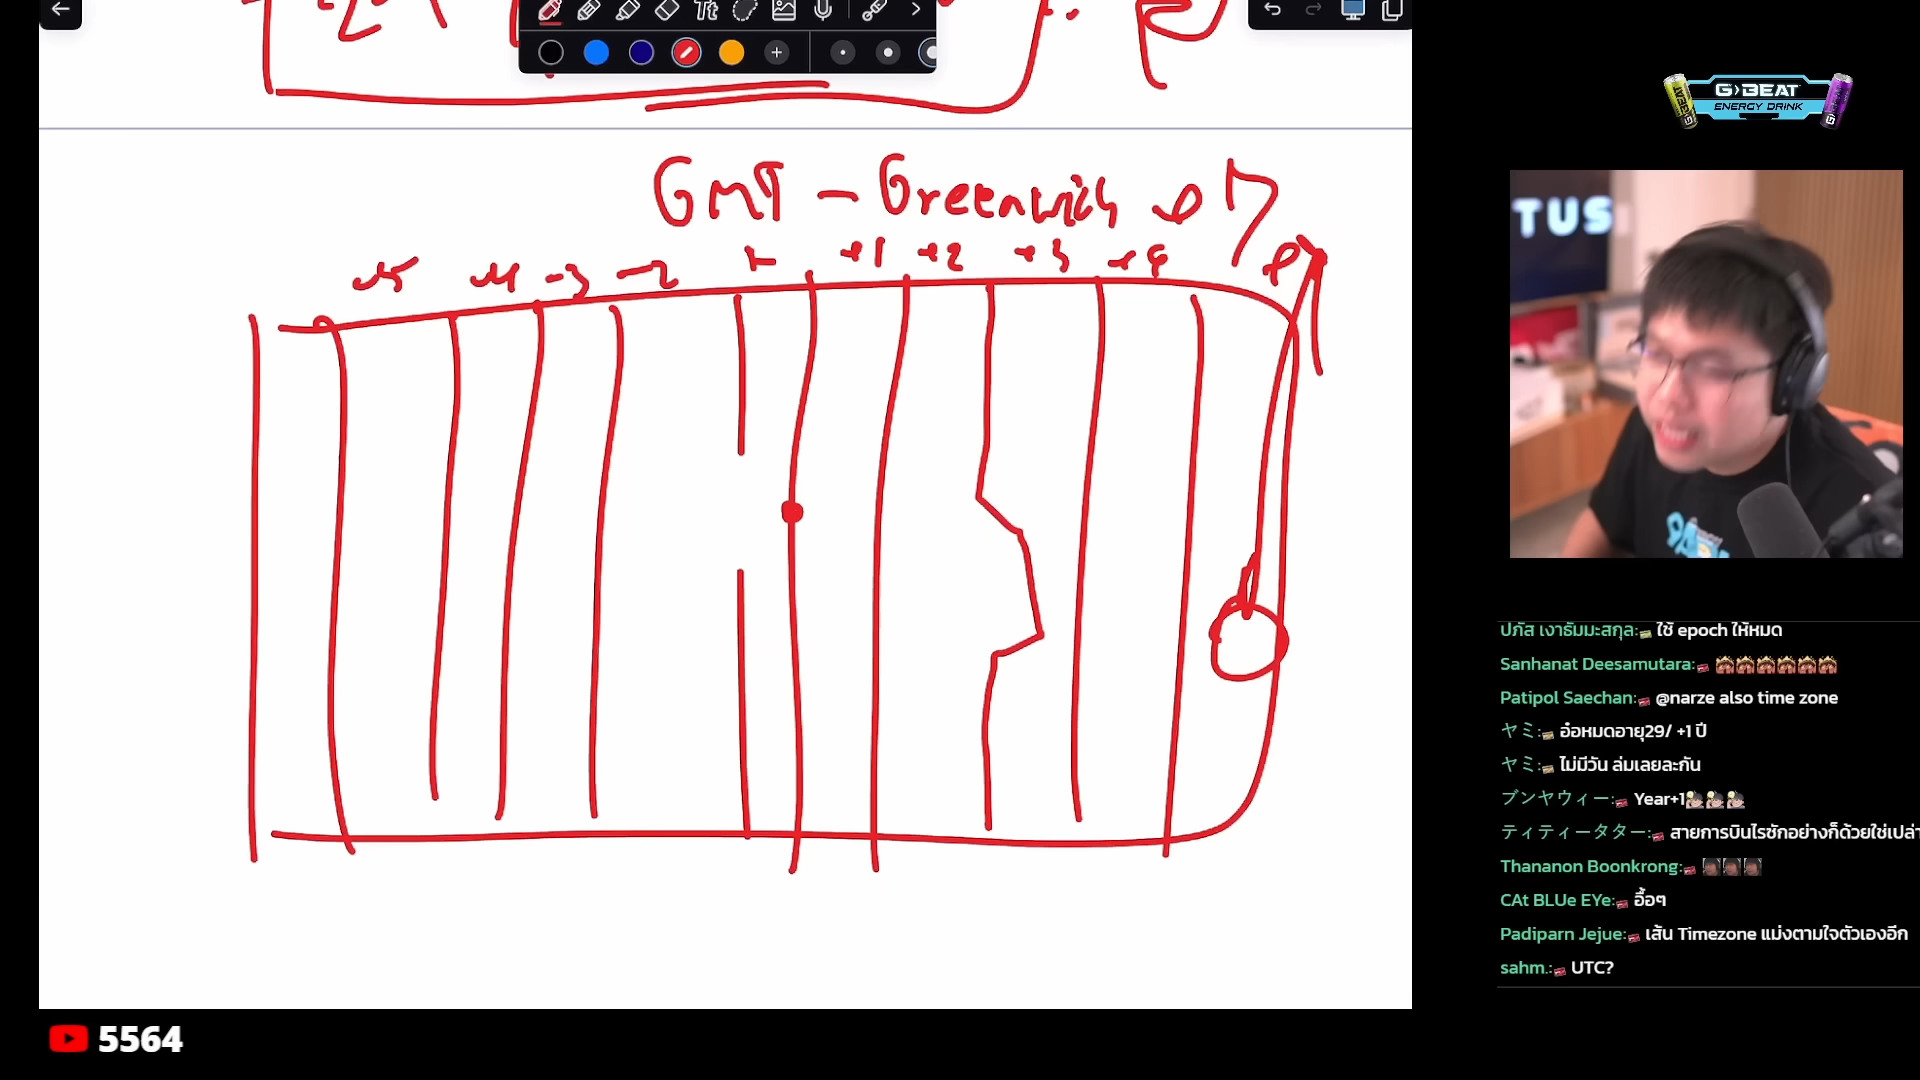 Tt
GMT - Greenwich
+7
-5 -4 -3 -2 +1 +2 +3 +4
G>BEAT
ENERGY DRINK
TUS
ปภัส เงาธัมมะสกุล: ใช้ epoch ให้หมด
Sanhanat Deesamutara:
Patipol Saechan: @narze also time zone
ヤミ: อ๋อหมดอายุ29/ +1 ปี
ヤミ: ไม่มีวัน ล่มเลยละกัน
ブンヤウィー: Year+1
ティティータター: สายการบินไรซักอย่างก็ด้วยใช่เปล่า
Thananon Boonkrong:
CAt BLUe EYe: อื้อๆ
Padiparn Jejue: เส้น Timezone แม่งตามใจตัวเองอีก
sahm.: UTC?
5564